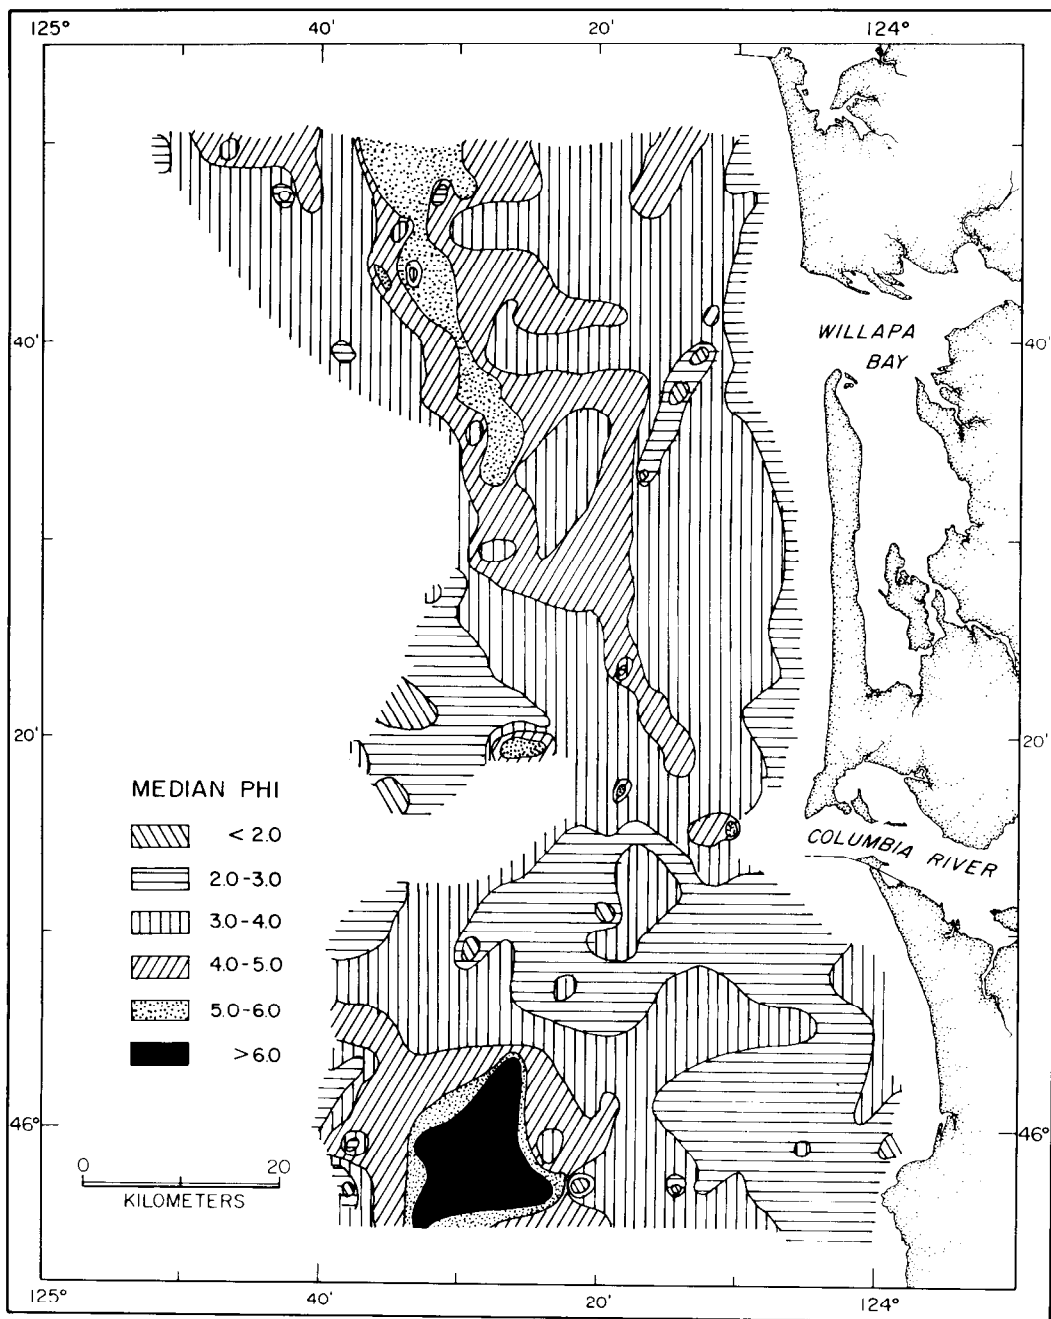 125° 40' 20' 124°
WILLAPA
BAY
40' 40'
20' 20'
MEDIAN PHI
< 2.0
2.0-3.0
3.0-4.0
4.0-5.0
5.0-6.0
>6.0
COLUMBIA RIVER
46° 46°
0 20
KILOMETERS
125° 40' 20' 124°